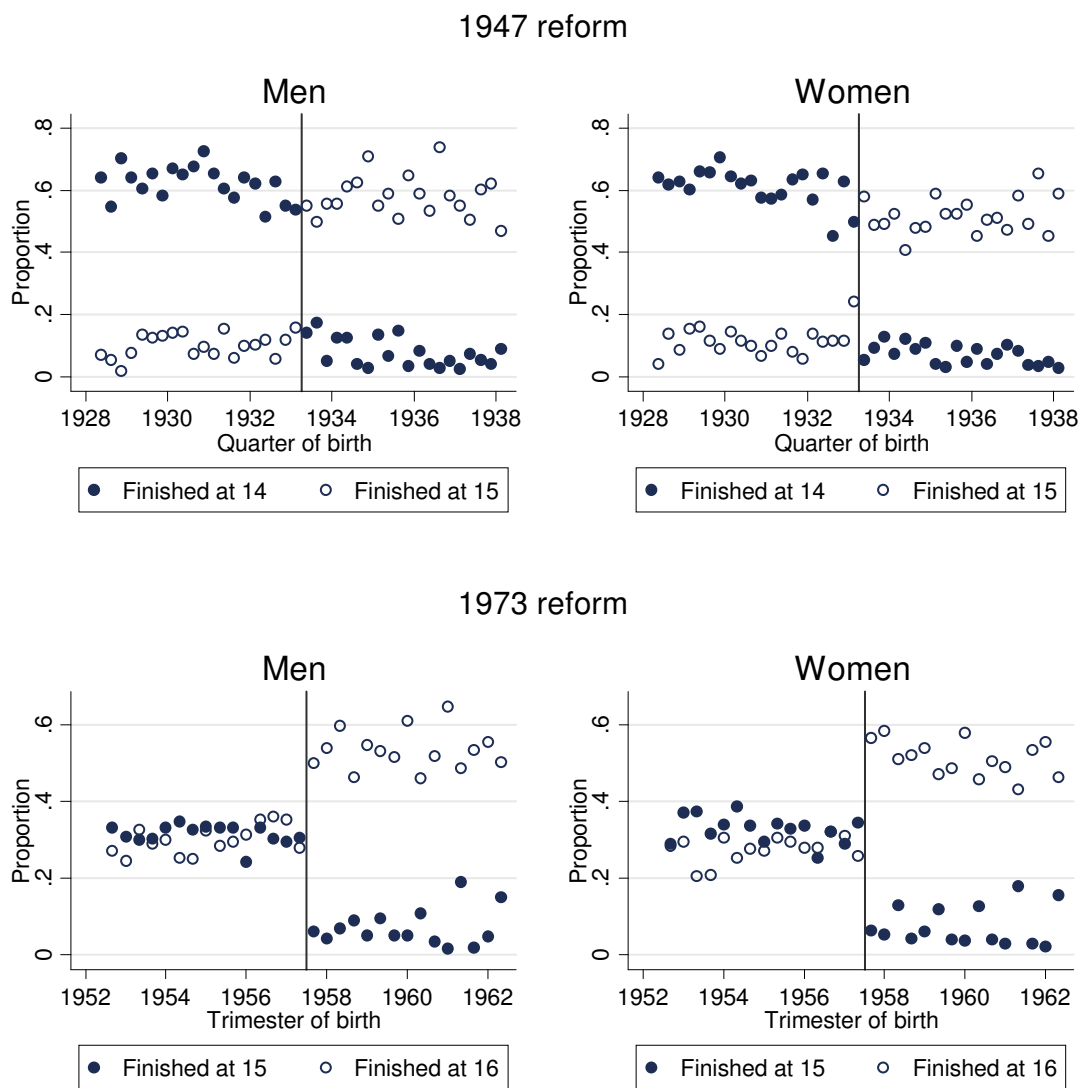 1947 reform
Men
Women
Proportion
0 .2 .4 .6 .8
1928 1930 1932 1934 1936 1938
Quarter of birth
Finished at 14 Finished at 15
Proportion
0 .2 .4 .6 .8
1928 1930 1932 1934 1936 1938
Quarter of birth
Finished at 14 Finished at 15
1973 reform
Men
Women
Proportion
0 .2 .4 .6
1952 1954 1956 1958 1960 1962
Trimester of birth
Finished at 15 Finished at 16
Proportion
0 .2 .4 .6
1952 1954 1956 1958 1960 1962
Trimester of birth
Finished at 15 Finished at 16